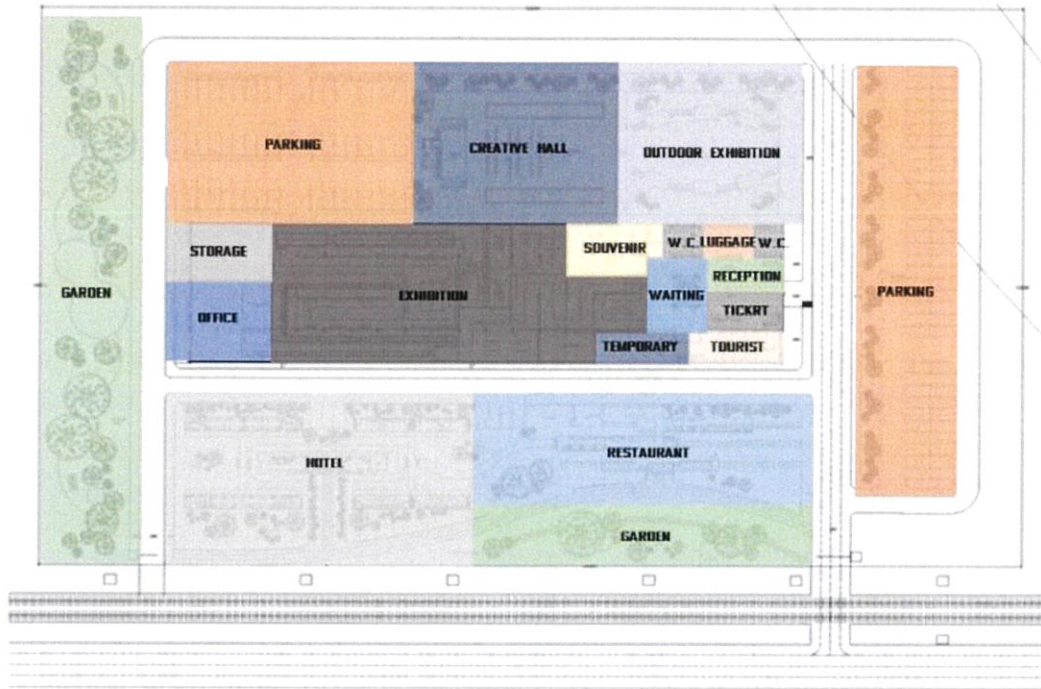 PARKING
CREATIVE HALL
OUTDOOR EXHIBITION
STORAGE
SOUVENIR
W.C.
LUGGAGE
W.C.
RECEPTION
GARDEN
OFFICE
EXHIBITION
WAITING
TICKRT
PARKING
TEMPORARY
TOURIST
HOTEL
RESTAURANT
GARDEN